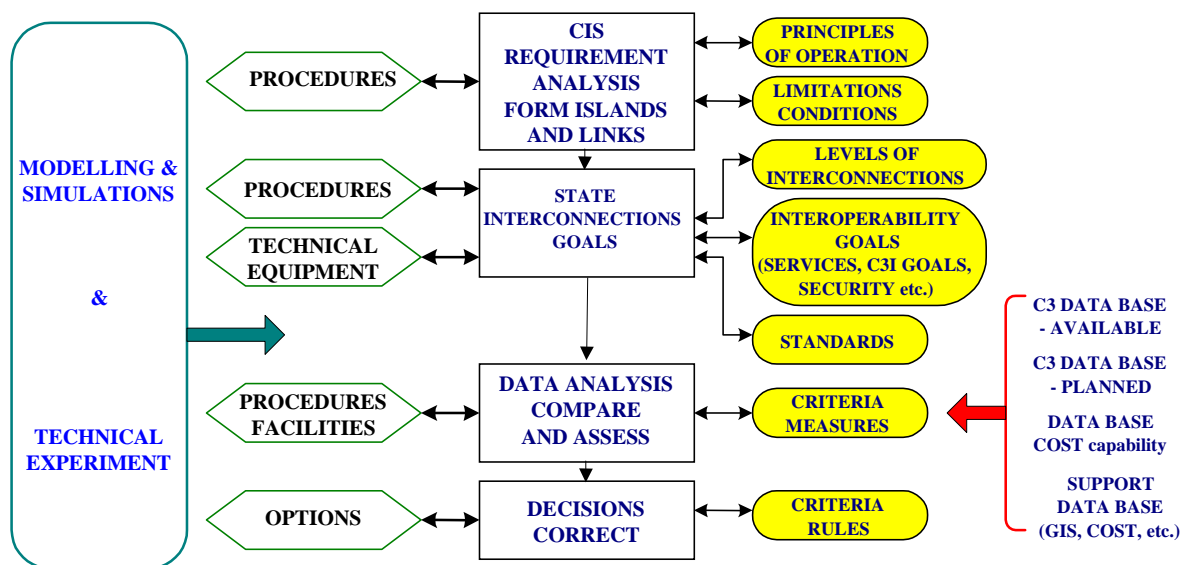 MODELLING &
SIMULATIONS
&
TECHNICAL
EXPERIMENT
PROCEDURES
PROCEDURES
TECHNICAL
EQUIPMENT
PROCEDURES
FACILITIES
OPTIONS
CIS
REQUIREMENT
ANALYSIS
FORM ISLANDS
AND LINKS
STATE
INTERCONNECTIONS
GOALS
DATA ANALYSIS
COMPARE
AND ASSESS
DECISIONS
CORRECT
PRINCIPLES
OF OPERATION
LIMITATIONS
CONDITIONS
LEVELS OF
INTERCONNECTIONS
INTEROPERABILITY
GOALS
(SERVICES, C3I GOALS,
SECURITY etc.)
STANDARDS
CRITERIA
MEASURES
CRITERIA
RULES
C3 DATA BASE
- AVAILABLE
C3 DATA BASE
- PLANNED
DATA BASE
COST capability
SUPPORT
DATA BASE
(GIS, COST, etc.)